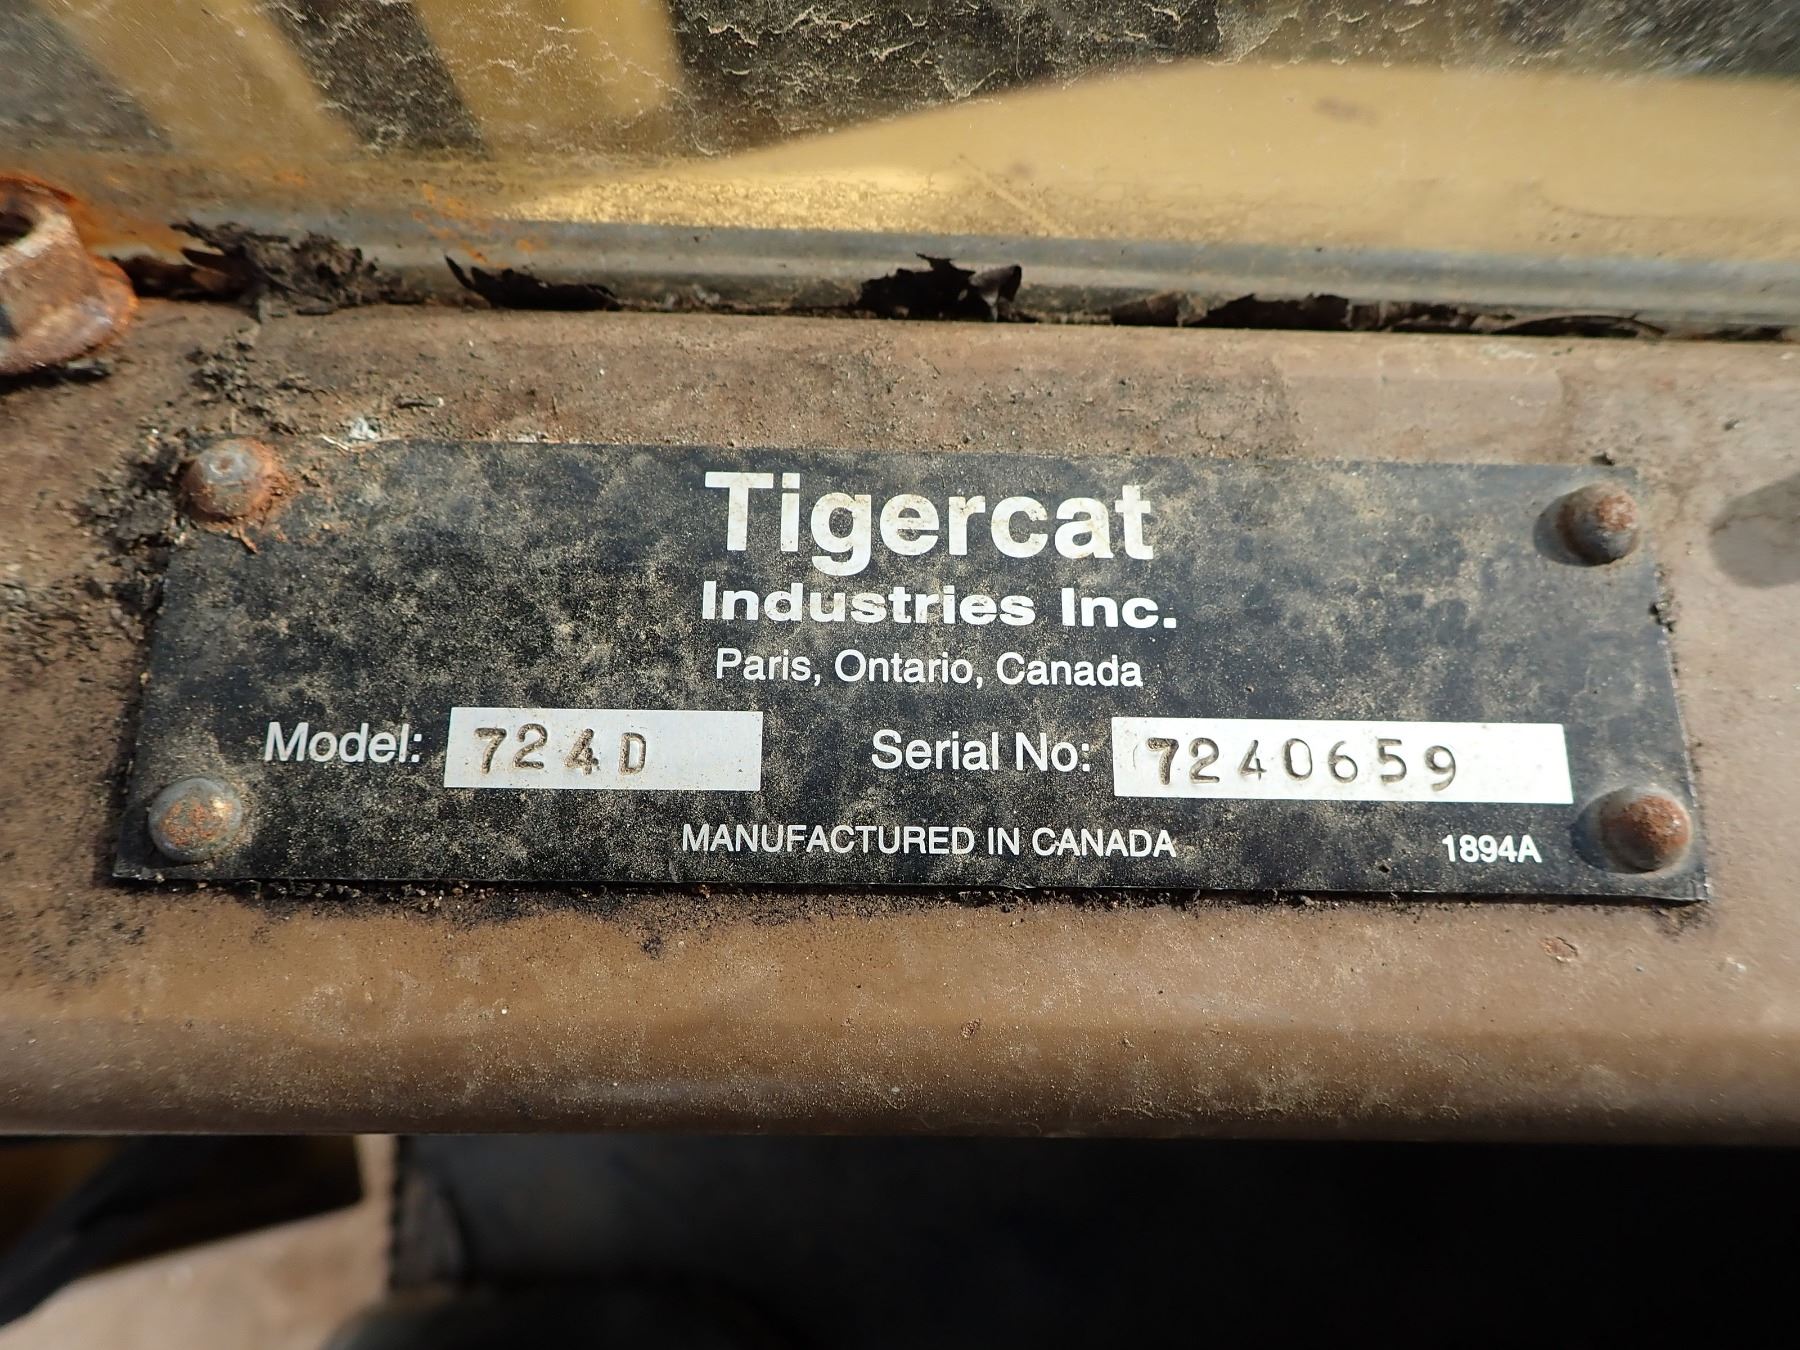 Tigercat
Industries Inc.
Paris, Ontario, Canada
Model: 724D Serial No: 7240659
MANUFACTURED IN CANADA 1894A